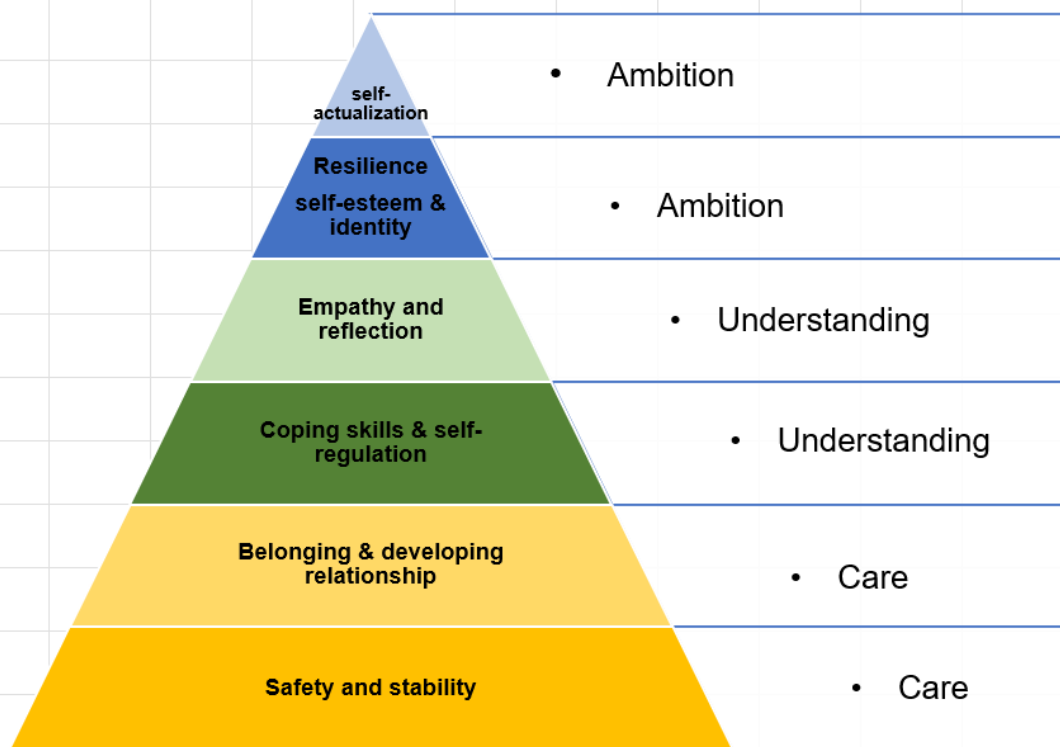 self-
actualization
• Ambition
Resilience
self-esteem &
identity
• Ambition
Empathy and
reflection
• Understanding
Coping skills & self-
regulation
• Understanding
Belonging & developing
relationship
• Care
Safety and stability
• Care